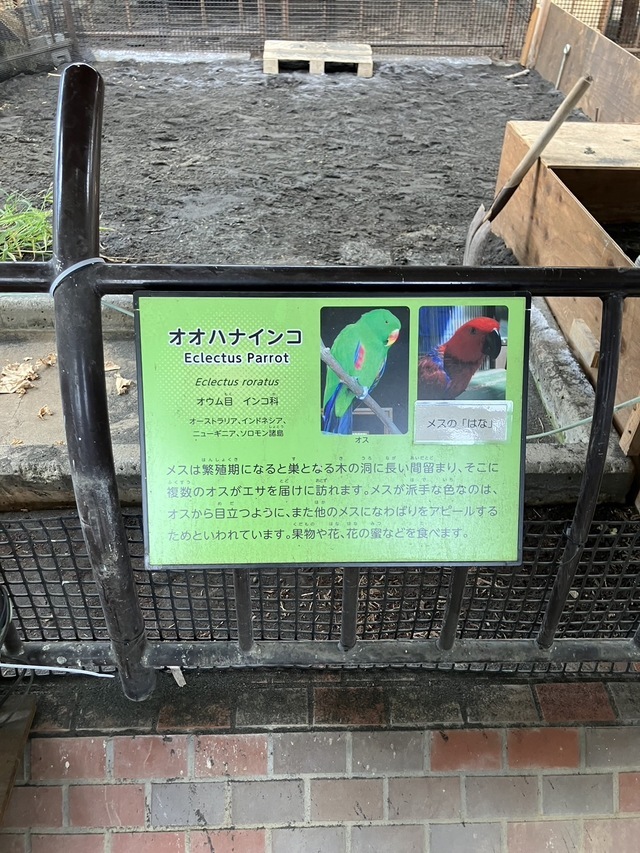 オオハナインコ
Eclectus Parrot
Eclectus roratus
オウム目 インコ科
オーストラリア、インドネシア、
ニューギニア、ソロモン諸島
オス
メスの「はな」
メスは繁殖期になると巣となる木の洞に長い間留まり、そこに
複数のオスがエサを届けに訪れます。メスが派手な色なのは、
オスから目立つように、また他のメスになわばりをアピールする
ためといわれています。果物や花、花の蜜などを食べます。